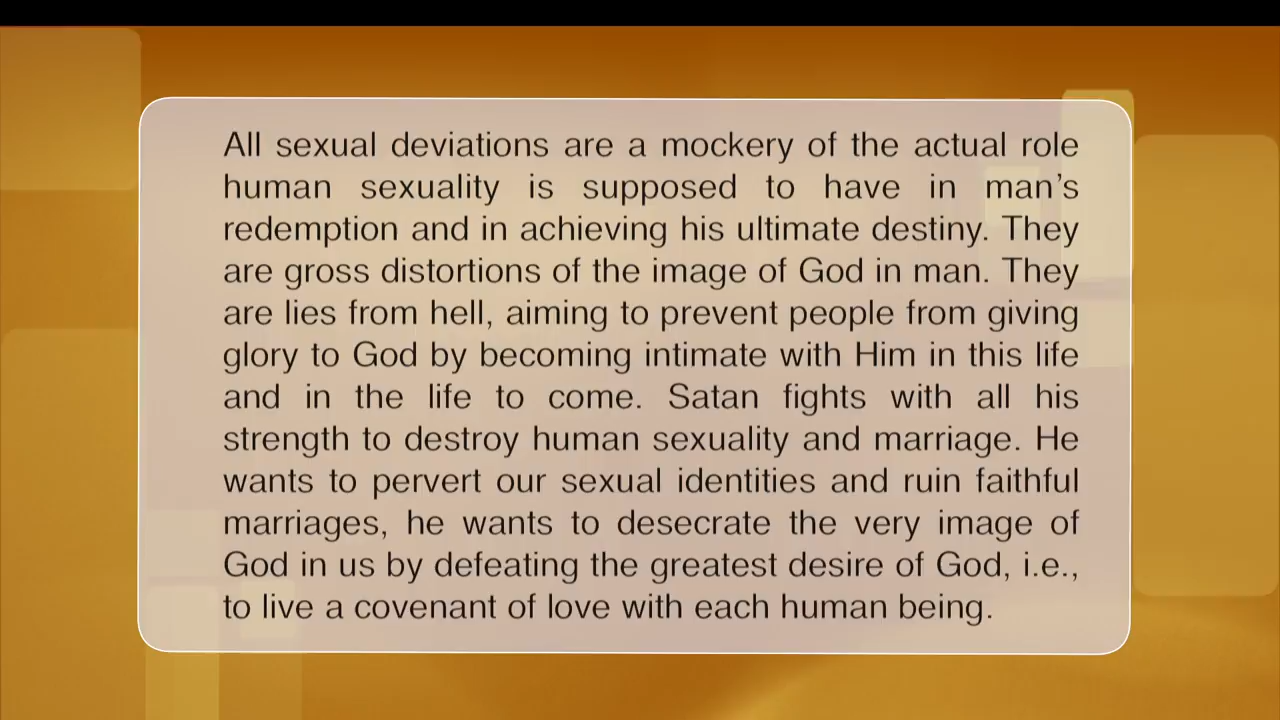 All sexual deviations are a mockery of the actual role
human sexuality is supposed to have in man’s
redemption and in achieving his ultimate destiny. They
are gross distortions of the image of God in man. They
are lies from hell, aiming to prevent people from giving
glory to God by becoming intimate with Him in this life
and in the life to come. Satan fights with all his
strength to destroy human sexuality and marriage. He
wants to pervert our sexual identities and ruin faithful
marriages, he wants to desecrate the very image of
God in us by defeating the greatest desire of God, i.e.,
to live a covenant of love with each human being.